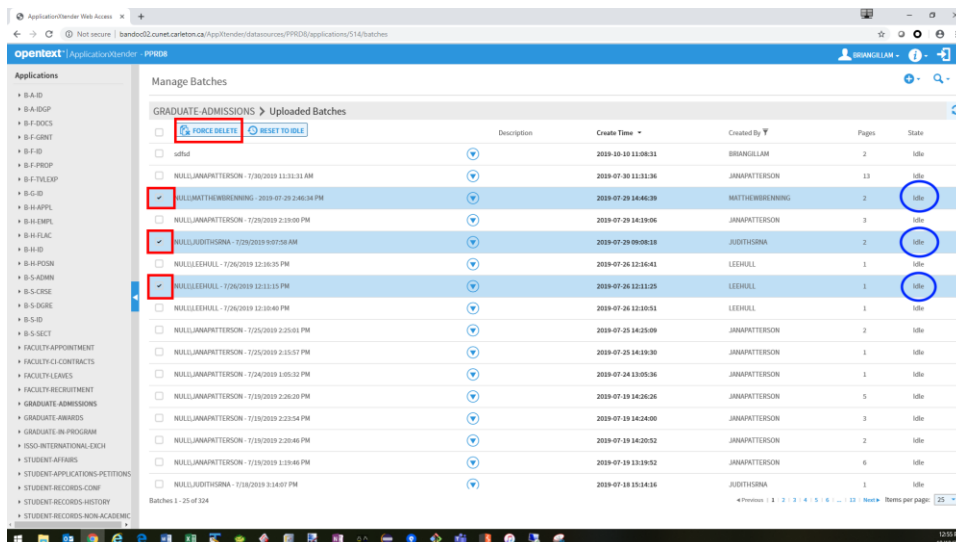 ApplicationXtender Web Access
Not secure | bandoc02.cunet.carleton.ca/AppXtender/datasources/PPRD8/applications/514/batches
opentext | ApplicationXtender - PPRD8
BRIANGILLAM
Applications
B-A-ID
B-A-IDGP
B-F-DOCS
B-F-GRNT
B-F-ID
B-F-PROP
B-F-TVLEXP
B-G-ID
B-H-APPL
B-H-EMPL
B-H-FLAC
B-H-ID
B-H-POSN
B-S-ADMN
B-S-CRSE
B-S-DGRE
B-S-ID
B-S-SECT
FACULTY-APPOINTMENT
FACULTY-CI-CONTRACTS
FACULTY-LEAVES
FACULTY-RECRUITMENT
GRADUATE-ADMISSIONS
GRADUATE-AWARDS
GRADUATE-IN-PROGRAM
ISSO-INTERNATIONAL-EXCH
STUDENT-AFFAIRS
STUDENT-APPLICATIONS-PETITIONS
STUDENT-RECORDS-CONF
STUDENT-RECORDS-HISTORY
STUDENT-RECORDS-NON-ACADEMIC
Manage Batches
GRADUATE-ADMISSIONS > Uploaded Batches
FORCE DELETE RESET TO IDLE Description Create Time Created By Pages State
sdfsd 2019-10-10 11:08:31 BRIANGILLAM 2 Idle
NULL\JANAPATTERSON - 7/30/2019 11:31:31 AM 2019-07-30 11:31:36 JANAPATTERSON 13 Idle
NULL\MATTHEWBRENNING - 2019-07-29 2:46:34 PM 2019-07-29 14:46:39 MATTHEWBRENNING 2 Idle
NULL\JANAPATTERSON - 7/29/2019 2:19:00 PM 2019-07-29 14:19:06 JANAPATTERSON 3 Idle
NULL\JUDITHSRNA - 7/29/2019 9:07:58 AM 2019-07-29 09:08:18 JUDITHSRNA 2 Idle
NULL\LEEHULL - 7/26/2019 12:16:35 PM 2019-07-26 12:16:41 LEEHULL 1 Idle
NULL\LEEHULL - 7/26/2019 12:11:15 PM 2019-07-26 12:11:25 LEEHULL 1 Idle
NULL\LEEHULL - 7/26/2019 12:10:40 PM 2019-07-26 12:10:51 LEEHULL 1 Idle
NULL\JANAPATTERSON - 7/25/2019 2:25:01 PM 2019-07-25 14:25:09 JANAPATTERSON 2 Idle
NULL\JANAPATTERSON - 7/25/2019 2:15:57 PM 2019-07-25 14:19:30 JANAPATTERSON 1 Idle
NULL\JANAPATTERSON - 7/24/2019 1:05:32 PM 2019-07-24 13:05:36 JANAPATTERSON 1 Idle
NULL\JANAPATTERSON - 7/19/2019 2:26:20 PM 2019-07-19 14:26:26 JANAPATTERSON 5 Idle
NULL\JANAPATTERSON - 7/19/2019 2:23:54 PM 2019-07-19 14:24:00 JANAPATTERSON 3 Idle
NULL\JANAPATTERSON - 7/19/2019 2:20:46 PM 2019-07-19 14:20:52 JANAPATTERSON 2 Idle
NULL\JANAPATTERSON - 7/19/2019 1:19:46 PM 2019-07-19 13:19:52 JANAPATTERSON 6 Idle
NULL\JUDITHSRNA - 7/18/2019 3:14:07 PM 2019-07-18 15:14:16 JUDITHSRNA 1 Idle
Batches 1 - 25 of 324 Previous | 1 | 2 | 3 | 4 | 5 | 6 | ... | 13 | Next Items per page: 25